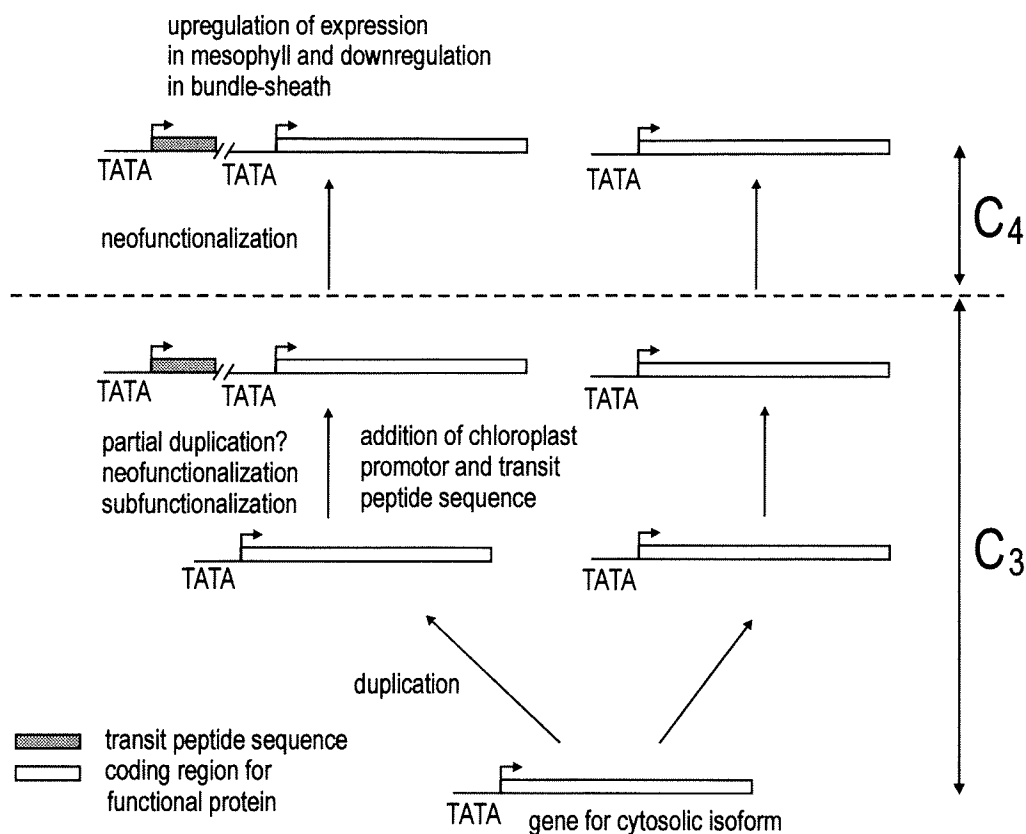 upregulation of expression
in mesophyll and downregulation
in bundle-sheath
TATA TATA TATA
neofunctionalization
C4
TATA TATA TATA
partial duplication?
neofunctionalization
subfunctionalization
addition of chloroplast
promotor and transit
peptide sequence
C3
TATA TATA
duplication
transit peptide sequence
coding region for
functional protein
TATA
gene for cytosolic isoform